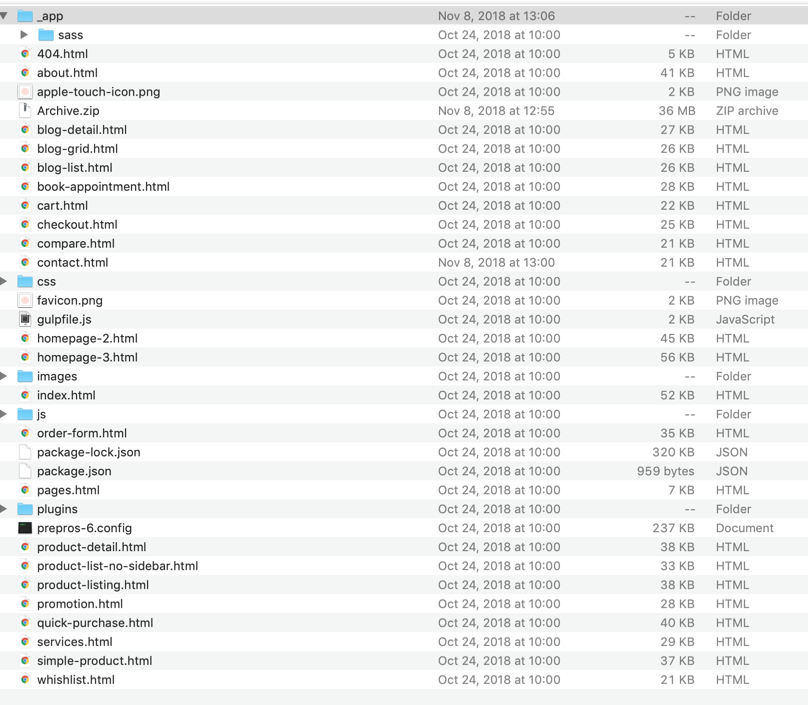 _app Nov 8, 2018 at 13:06 -- Folder
sass Oct 24, 2018 at 10:00 -- Folder
404.html Oct 24, 2018 at 10:00 5 KB HTML
about.html Oct 24, 2018 at 10:00 41 KB HTML
apple-touch-icon.png Oct 24, 2018 at 10:00 2 KB PNG image
Archive.zip Nov 8, 2018 at 12:55 36 MB ZIP archive
blog-detail.html Oct 24, 2018 at 10:00 27 KB HTML
blog-grid.html Oct 24, 2018 at 10:00 26 KB HTML
blog-list.html Oct 24, 2018 at 10:00 26 KB HTML
book-appointment.html Oct 24, 2018 at 10:00 28 KB HTML
cart.html Oct 24, 2018 at 10:00 22 KB HTML
checkout.html Oct 24, 2018 at 10:00 25 KB HTML
compare.html Oct 24, 2018 at 10:00 21 KB HTML
contact.html Nov 8, 2018 at 13:00 21 KB HTML
css Oct 24, 2018 at 10:00 -- Folder
favicon.png Oct 24, 2018 at 10:00 2 KB PNG image
gulpfile.js Oct 24, 2018 at 10:00 2 KB JavaScript
homepage-2.html Oct 24, 2018 at 10:00 45 KB HTML
homepage-3.html Oct 24, 2018 at 10:00 56 KB HTML
images Oct 24, 2018 at 10:00 -- Folder
index.html Oct 24, 2018 at 10:00 52 KB HTML
js Oct 24, 2018 at 10:00 -- Folder
order-form.html Oct 24, 2018 at 10:00 35 KB HTML
package-lock.json Oct 24, 2018 at 10:00 320 KB JSON
package.json Oct 24, 2018 at 10:00 959 bytes JSON
pages.html Oct 24, 2018 at 10:00 7 KB HTML
plugins Oct 24, 2018 at 10:00 -- Folder
prepros-6.config Oct 24, 2018 at 10:00 237 KB Document
product-detail.html Oct 24, 2018 at 10:00 38 KB HTML
product-list-no-sidebar.html Oct 24, 2018 at 10:00 33 KB HTML
product-listing.html Oct 24, 2018 at 10:00 38 KB HTML
promotion.html Oct 24, 2018 at 10:00 28 KB HTML
quick-purchase.html Oct 24, 2018 at 10:00 40 KB HTML
services.html Oct 24, 2018 at 10:00 29 KB HTML
simple-product.html Oct 24, 2018 at 10:00 37 KB HTML
whishlist.html Oct 24, 2018 at 10:00 21 KB HTML